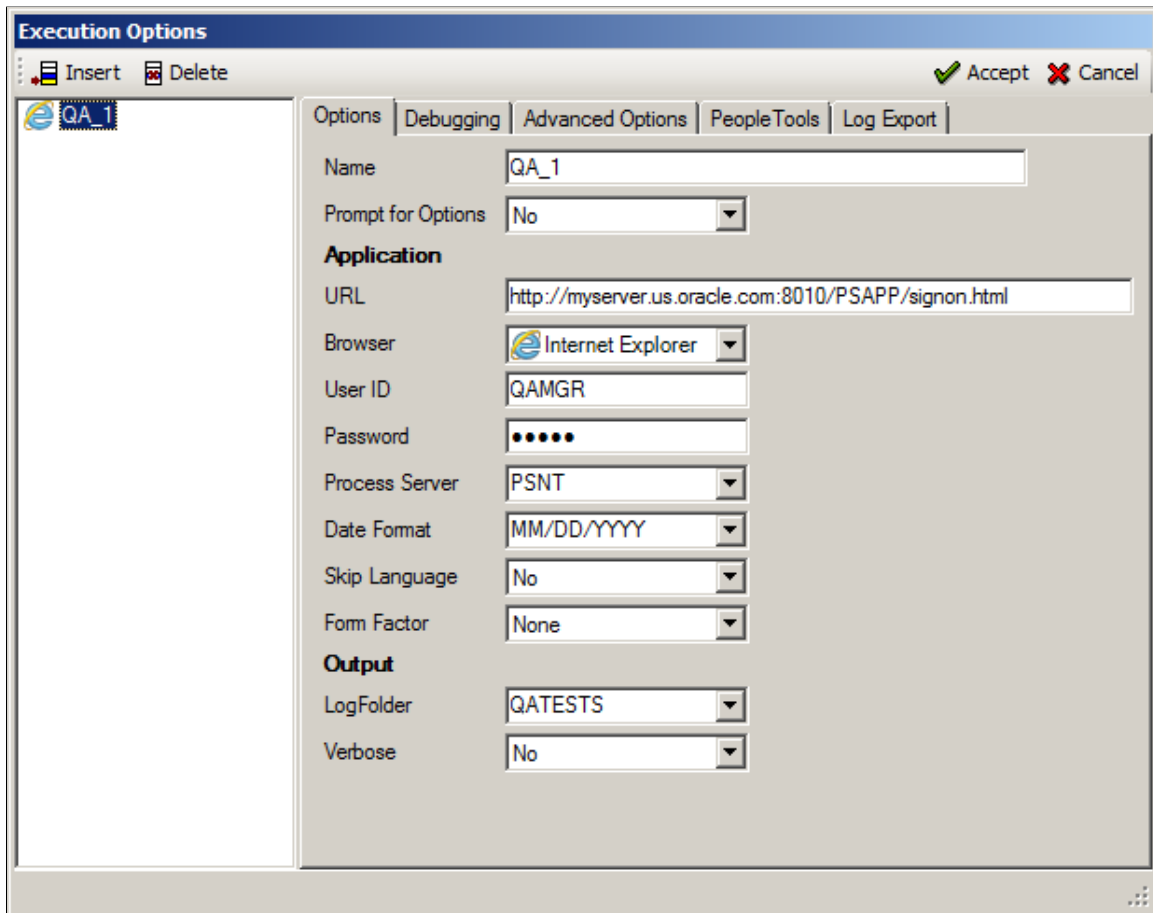 Execution Options
Insert Delete Accept Cancel
QA_1
Options Debugging Advanced Options PeopleTools Log Export
Name QA_1
Prompt for Options No
Application
URL http://myserver.us.oracle.com:8010/PSAPP/signon.html
Browser Internet Explorer
User ID QAMGR
Password •••••
Process Server PSNT
Date Format MM/DD/YYYY
Skip Language No
Form Factor None
Output
LogFolder QATESTS
Verbose No